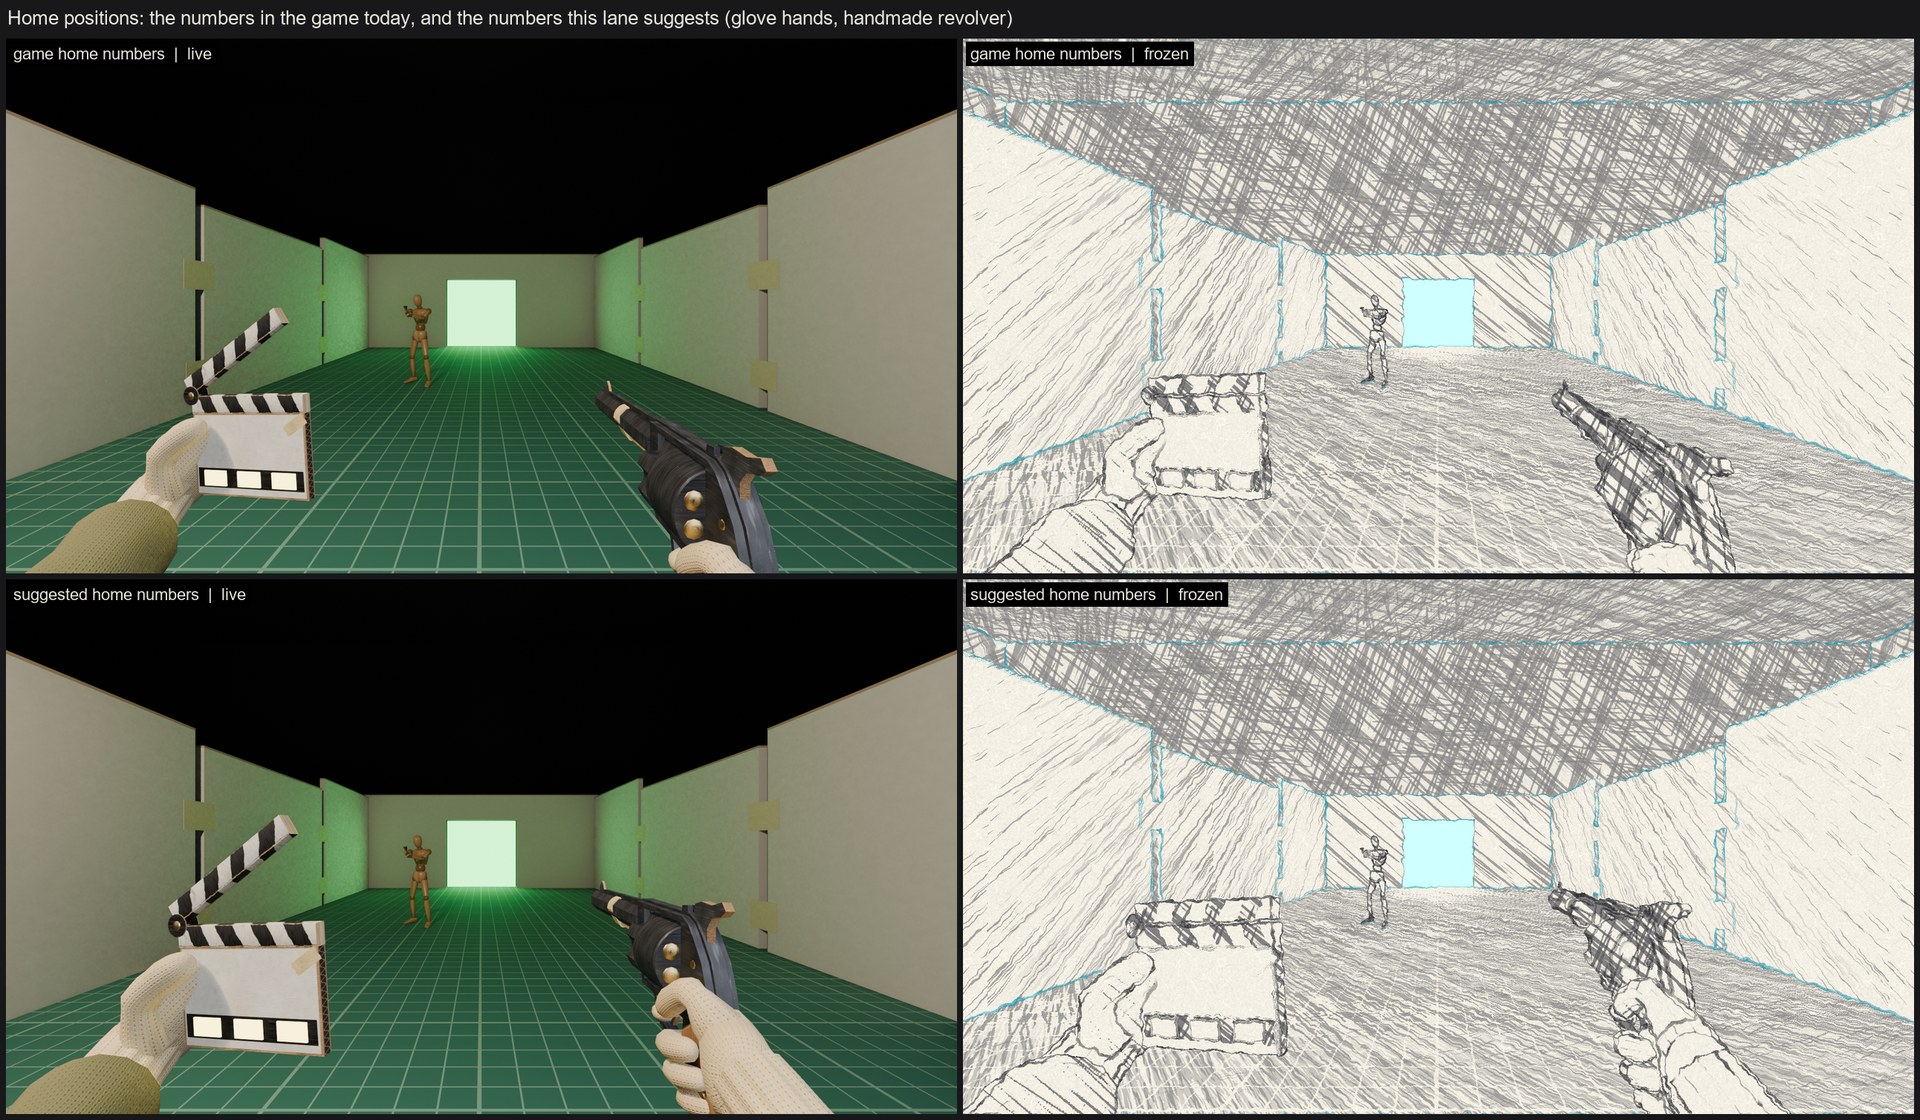 Home positions: the numbers in the game today, and the numbers this lane suggests (glove hands, handmade revolver)
game home numbers | live
game home numbers | frozen
suggested home numbers | live
suggested home numbers | frozen